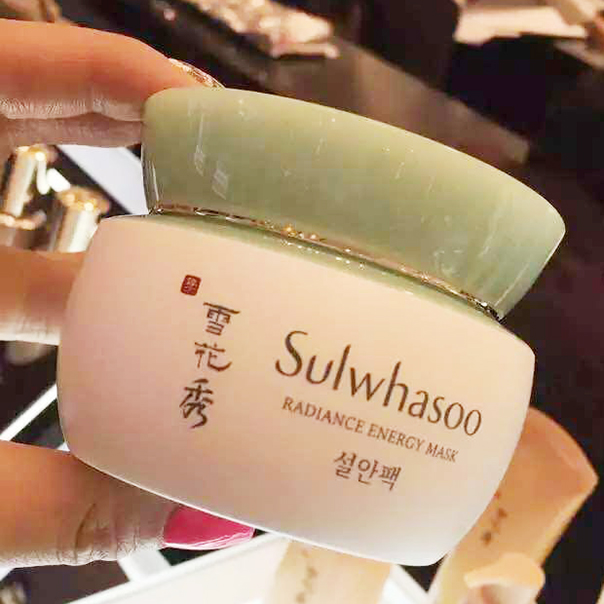 雪花秀
Sulwhasoo
RADIANCE ENERGY MASK
설안팩